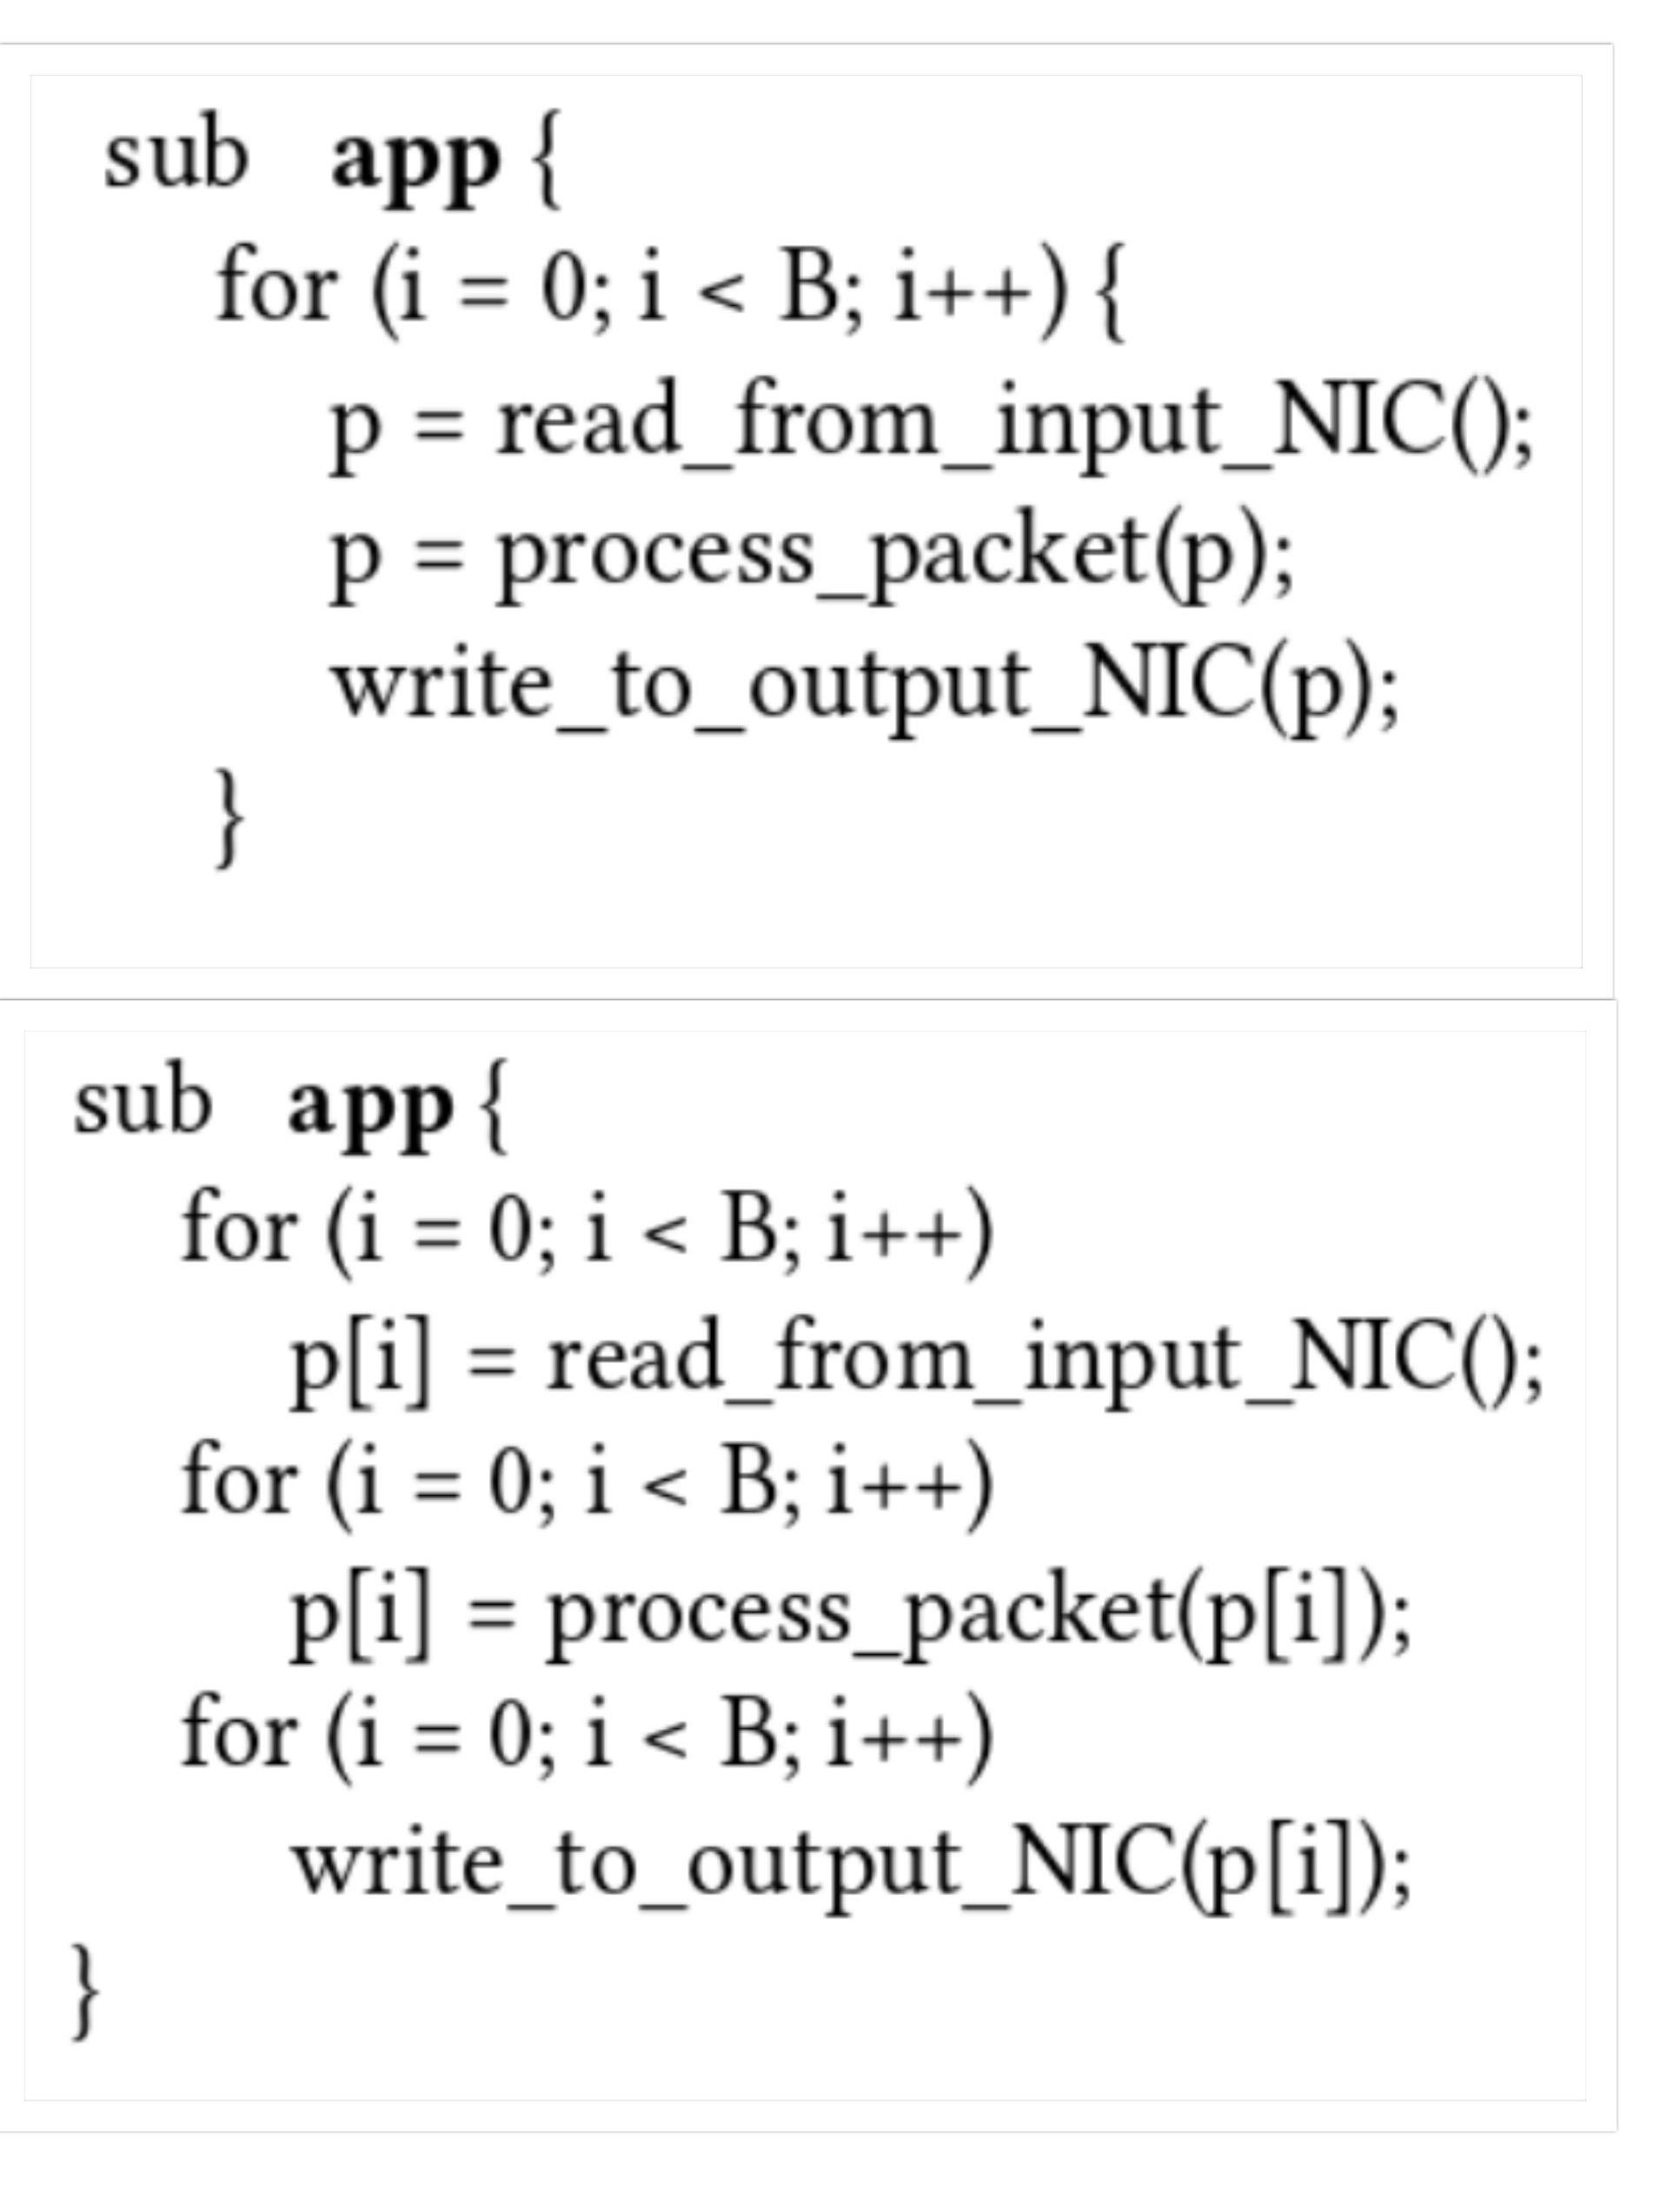 sub app {
for (i = 0; i < B; i++) {
p = read_from_input_NIC();
p = process_packet(p);
write_to_output_NIC(p);
}
sub app {
for (i = 0; i < B; i++)
p[i] = read_from_input_NIC();
for (i = 0; i < B; i++)
p[i] = process_packet(p[i]);
for (i = 0; i < B; i++)
write_to_output_NIC(p[i]);
}